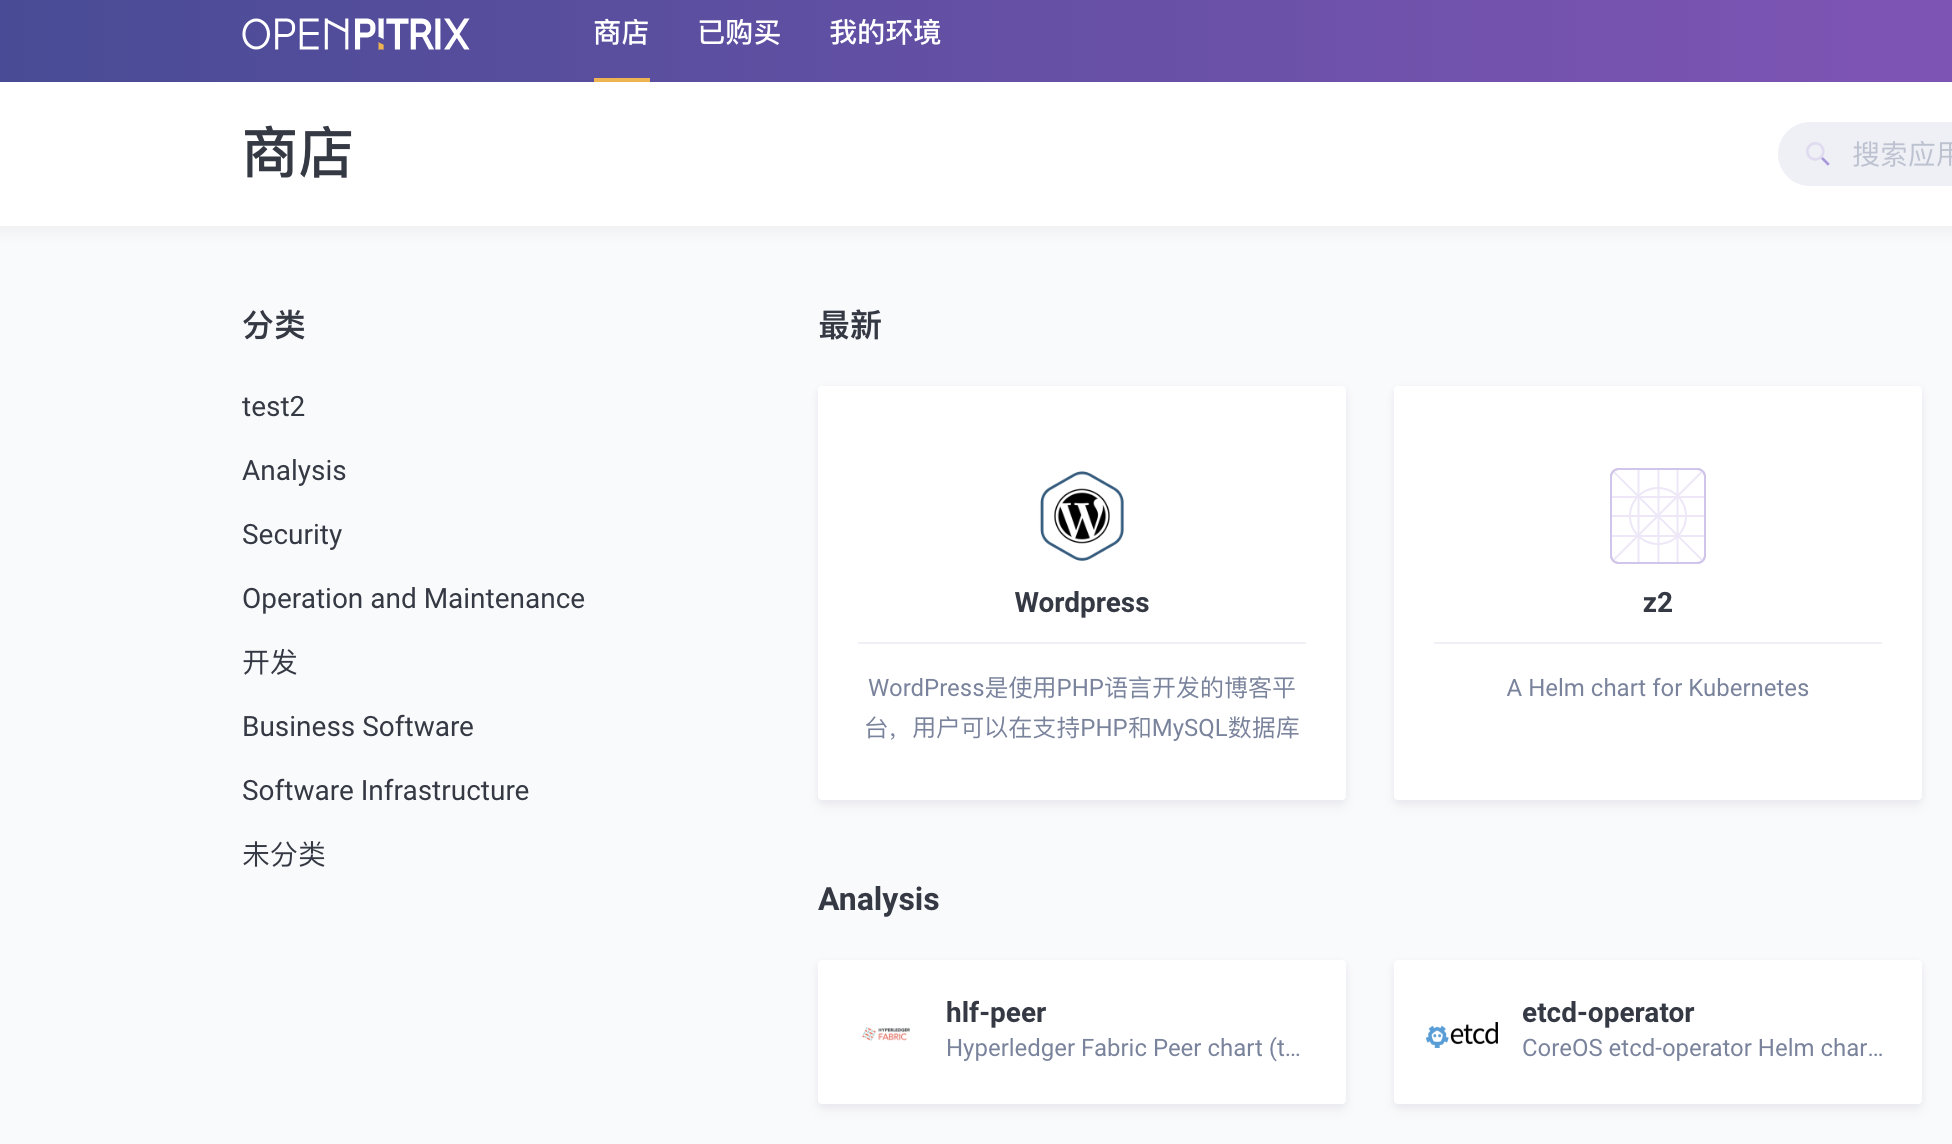 OPENPITRIX
商店
已购买
我的环境
商店
搜索应用
分类
test2
Analysis
Security
Operation and Maintenance
开发
Business Software
Software Infrastructure
未分类
最新
Wordpress
WordPress是使用PHP语言开发的博客平
台，用户可以在支持PHP和MySQL数据库
z2
A Helm chart for Kubernetes
Analysis
HYPERLEDGER
FABRIC
hlf-peer
Hyperledger Fabric Peer chart (t...
etcd
etcd-operator
CoreOS etcd-operator Helm char...